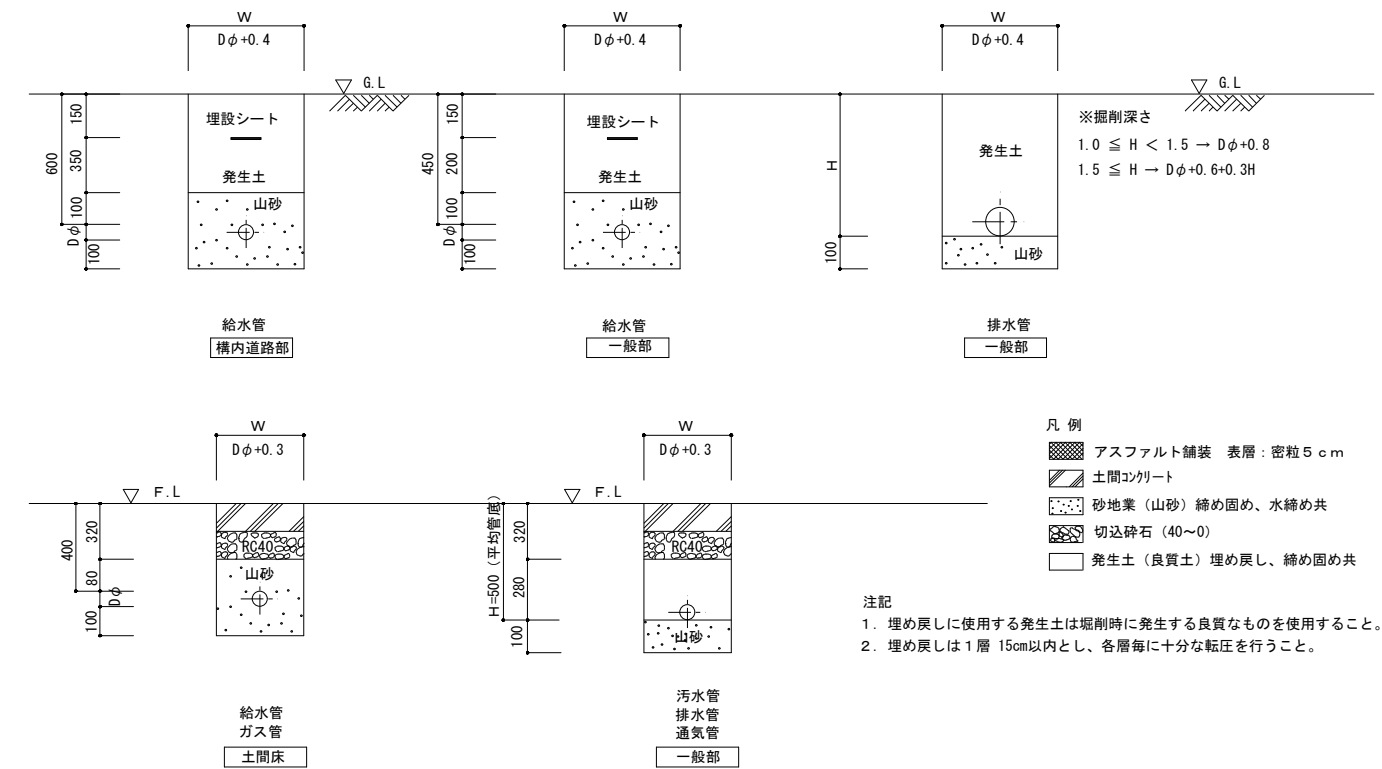 W
Dφ+0.4
G.L
埋設シート
発生土
山砂
600
150
350
100
Dφ
100
給水管
構内道路部
W
Dφ+0.4
埋設シート
発生土
山砂
450
150
200
100
Dφ
100
給水管
一般部
W
Dφ+0.4
G.L
発生土
山砂
H
100
排水管
一般部
※掘削深さ
1.0 ≦ H < 1.5 → Dφ+0.8
1.5 ≦ H → Dφ+0.6+0.3H
W
Dφ+0.3
F.L
RC40
山砂
400
320
80
Dφ
100
給水管
ガス管
土間床
W
Dφ+0.3
F.L
RC40
山砂
H=500(平均管底)
320
280
100
汚水管
排水管
通気管
一般部
凡 例
アスファルト舗装 表層:密粒5cm
土間コンクリート
砂地業(山砂)締め固め、水締め共
切込砕石(40~0)
発生土(良質土)埋め戻し、締め固め共
注記
1. 埋め戻しに使用する発生土は堀削時に発生する良質なものを使用すること。
2. 埋め戻しは1層 15cm以内とし、各層毎に十分な転圧を行うこと。